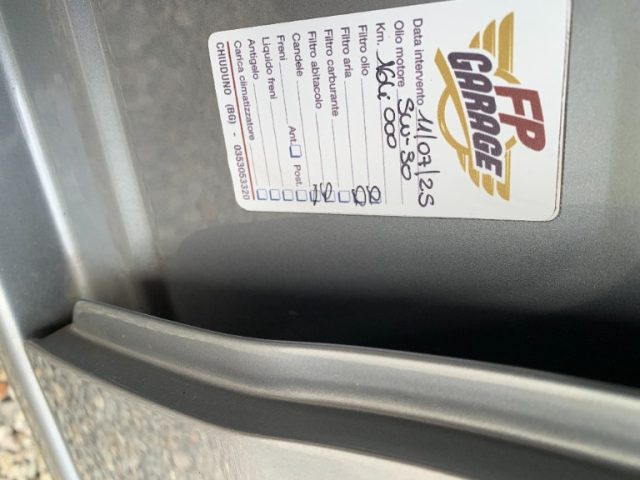 FP
GARAGE
Data intervento 11/07/25
Olio motore 5W-30
Km. 164 000
Filtro olio
Filtro aria
Filtro carburante
Filtro abitacolo
Candele
Freni Ant. Post.
Liquido freni
Antigelo
Carica climatizzatore
CHIUDUNO (BG) - 0353053320